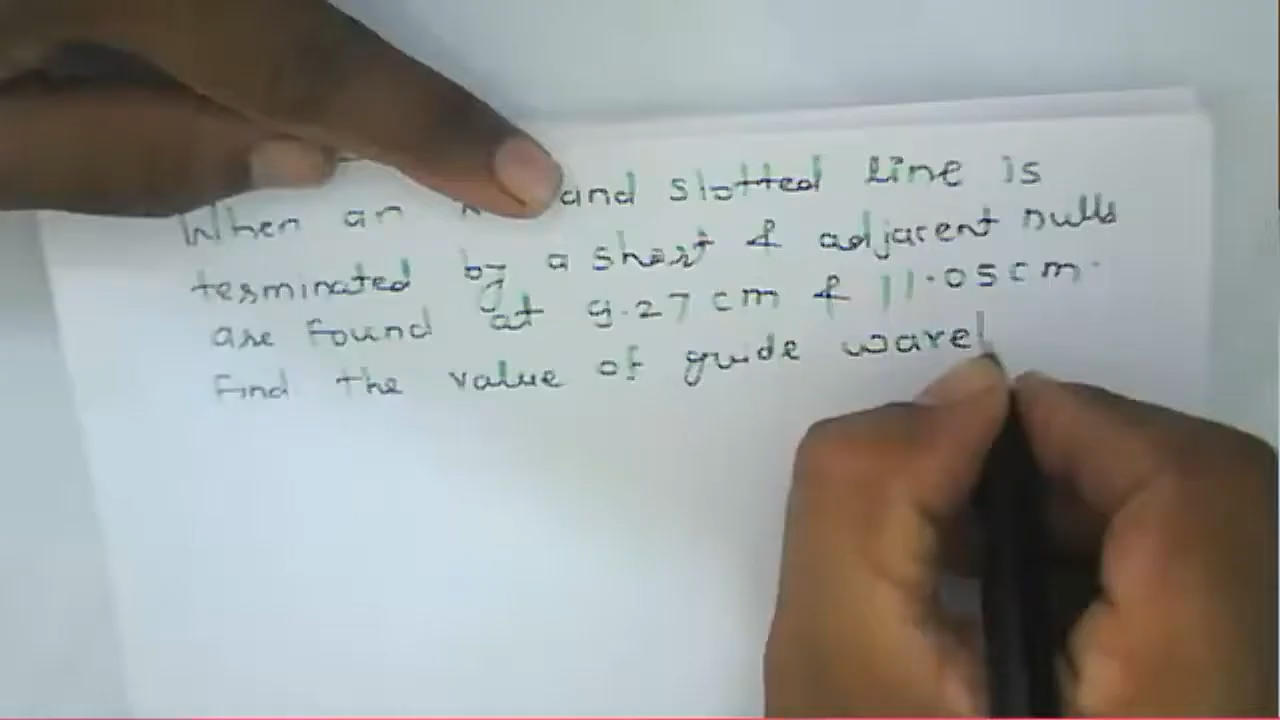 When an and slotted line is
terminated by a short & adjacent nulls
are found at 9.27 cm & 11.05 cm.
Find the value of guide wavel